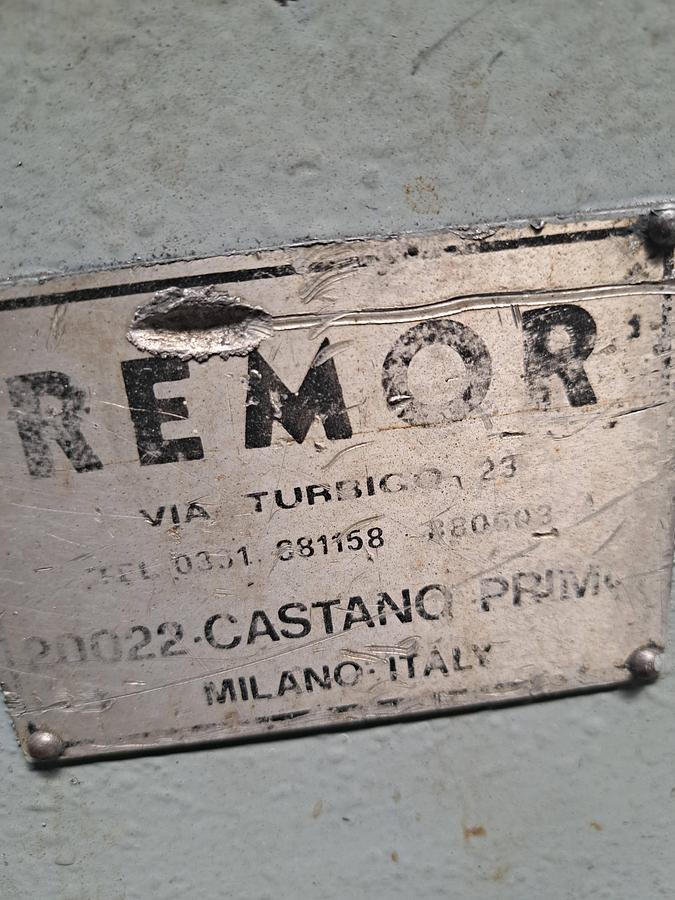 REMOR
VIA TURBIGO, 23
TEL. 0331 881158 - 880603
20022·CASTANO PRIMO
MILANO·ITALY